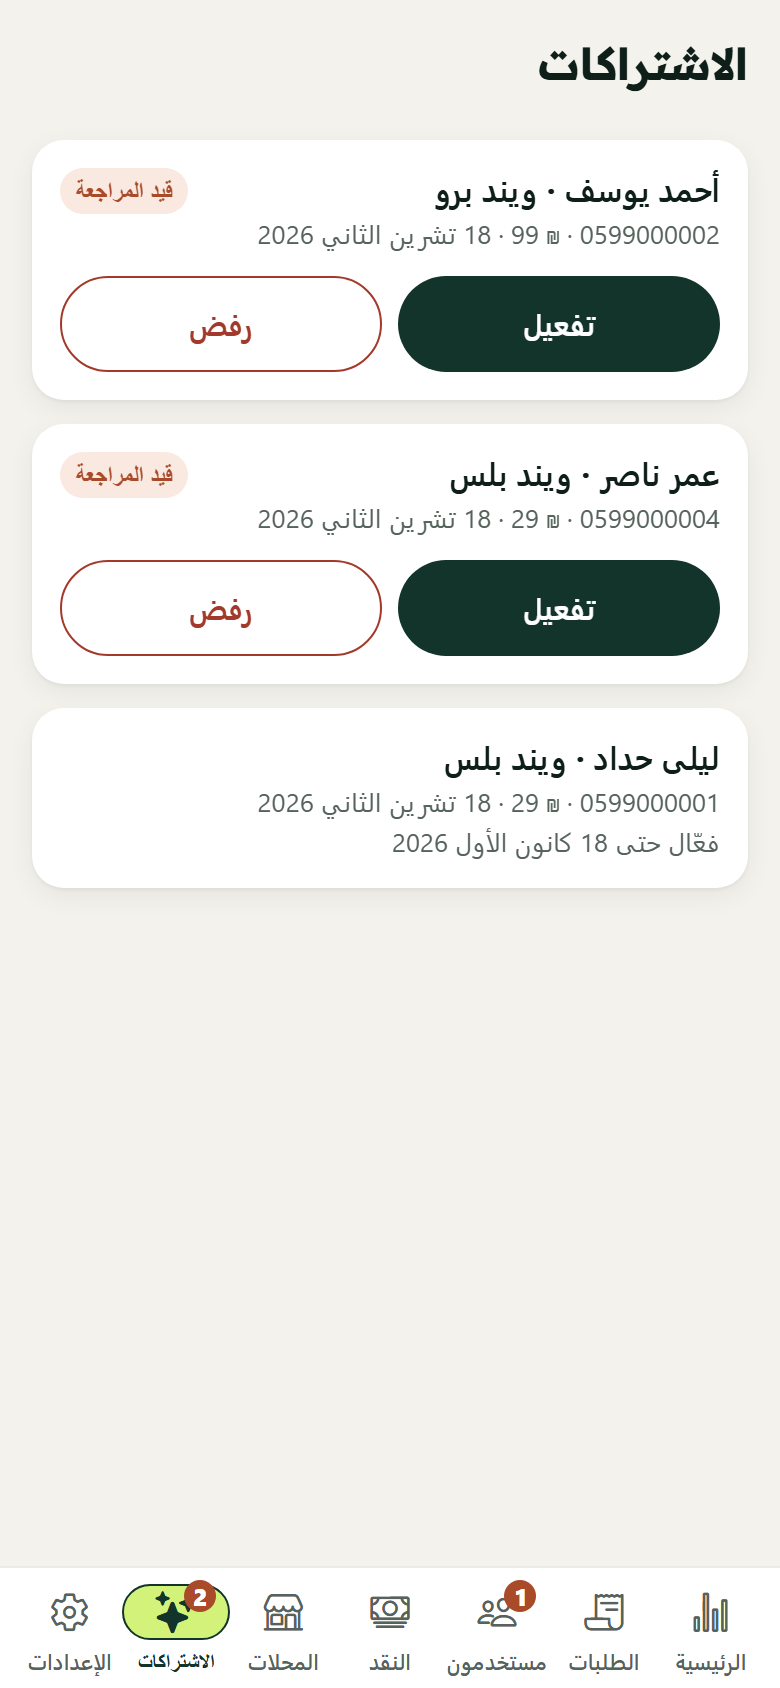 الاشتراكات
أحمد يوسف · ويند برو
قيد المراجعة
0599000002 · ₪ 99 · 18 تشرين الثاني 2026
تفعيل
رفض
عمر ناصر · ويند بلس
قيد المراجعة
0599000004 · ₪ 29 · 18 تشرين الثاني 2026
تفعيل
رفض
ليلى حداد · ويند بلس
0599000001 · ₪ 29 · 18 تشرين الثاني 2026
فعّال حتى 18 كانون الأول 2026
الرئيسية
الطلبات
1
مستخدمون
النقد
المحلات
2
الاشتراكات
الإعدادات